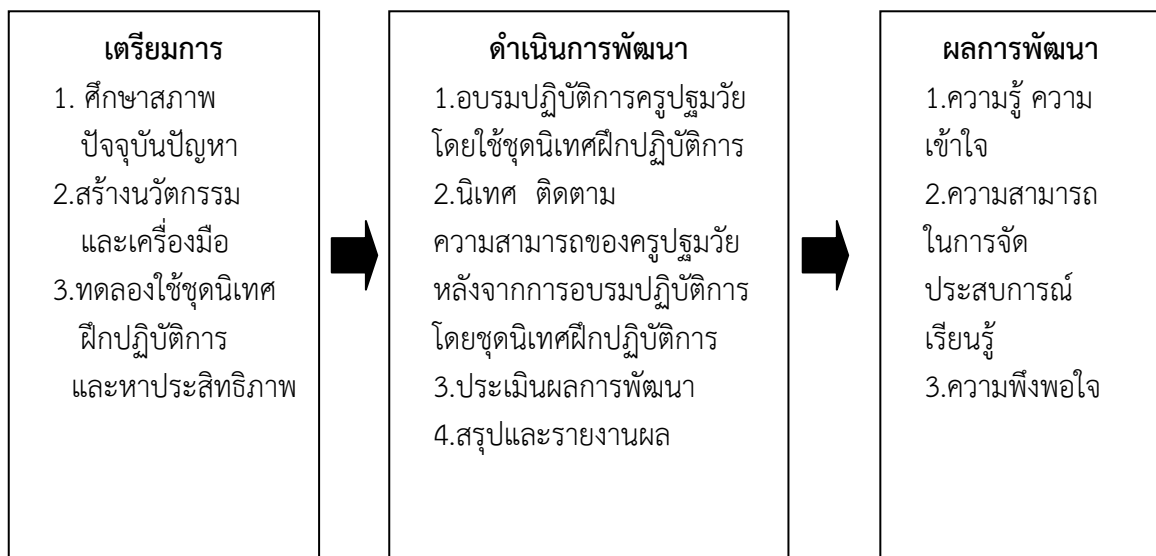 เตรียมการ
1. ศึกษาสภาพ
ปัจจุบันปัญหา
2.สร้างนวัตกรรม
และเครื่องมือ
3.ทดลองใช้ชุดนิเทศ
ฝึกปฏิบัติการ
และหาประสิทธิภาพ
ดำเนินการพัฒนา
1.อบรมปฏิบัติการครูปฐมวัย
โดยใช้ชุดนิเทศฝึกปฏิบัติการ
2.นิเทศ ติดตาม
ความสามารถของครูปฐมวัย
หลังจากการอบรมปฏิบัติการ
โดยชุดนิเทศฝึกปฏิบัติการ
3.ประเมินผลการพัฒนา
4.สรุปและรายงานผล
ผลการพัฒนา
1.ความรู้ ความ
เข้าใจ
2.ความสามารถ
ในการจัด
ประสบการณ์
เรียนรู้
3.ความพึงพอใจ